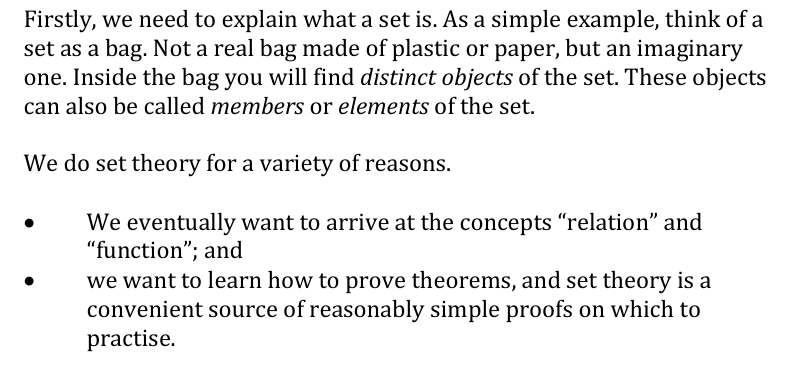 Firstly, we need to explain what a set is. As a simple example, think of a
set as a bag. Not a real bag made of plastic or paper, but an imaginary
one. Inside the bag you will find distinct objects of the set. These objects
can also be called members or elements of the set.
We do set theory for a variety of reasons.
• We eventually want to arrive at the concepts “relation” and
“function”; and
• we want to learn how to prove theorems, and set theory is a
convenient source of reasonably simple proofs on which to
practise.